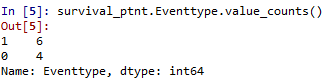 In [5]: survival_ptnt.Eventtype.value_counts()
Out[5]:
1    6
0    4
Name: Eventtype, dtype: int64